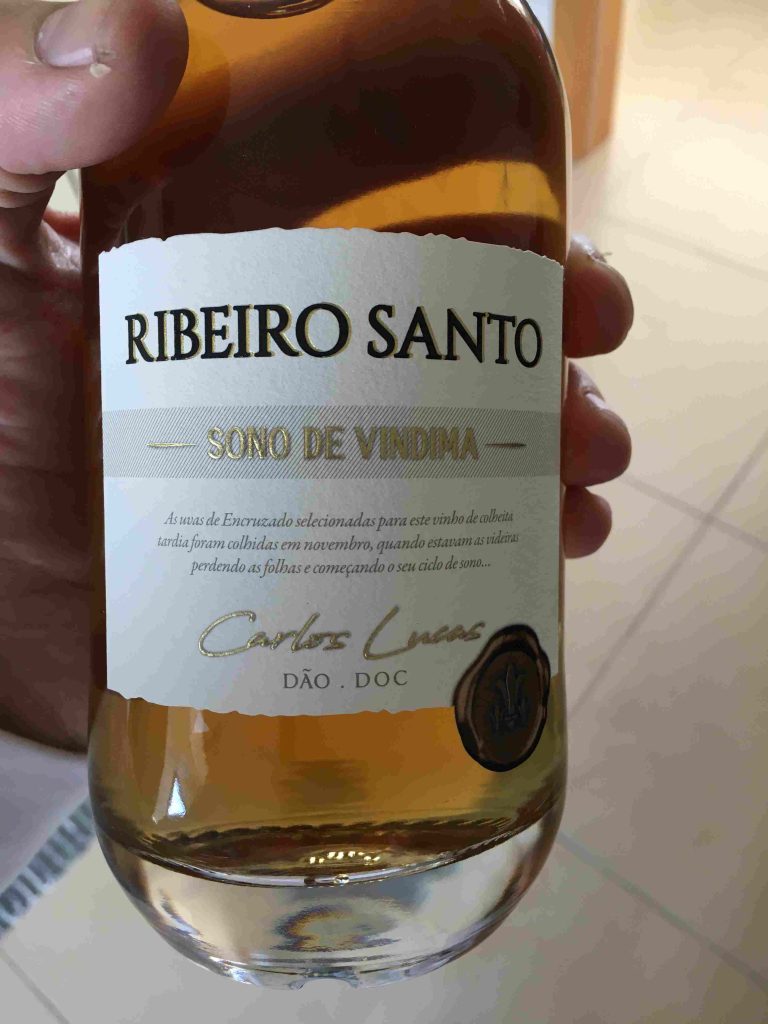 RIBEIRO SANTO
SONO DE VINDIMA
As uvas de Encruzado selecionadas para este vinho de colheita
tardia foram colhidas em novembro, quando estavam as videiras
perdendo as folhas e começando o seu ciclo de sono...
Carlos Lucas
DÃO . DOC